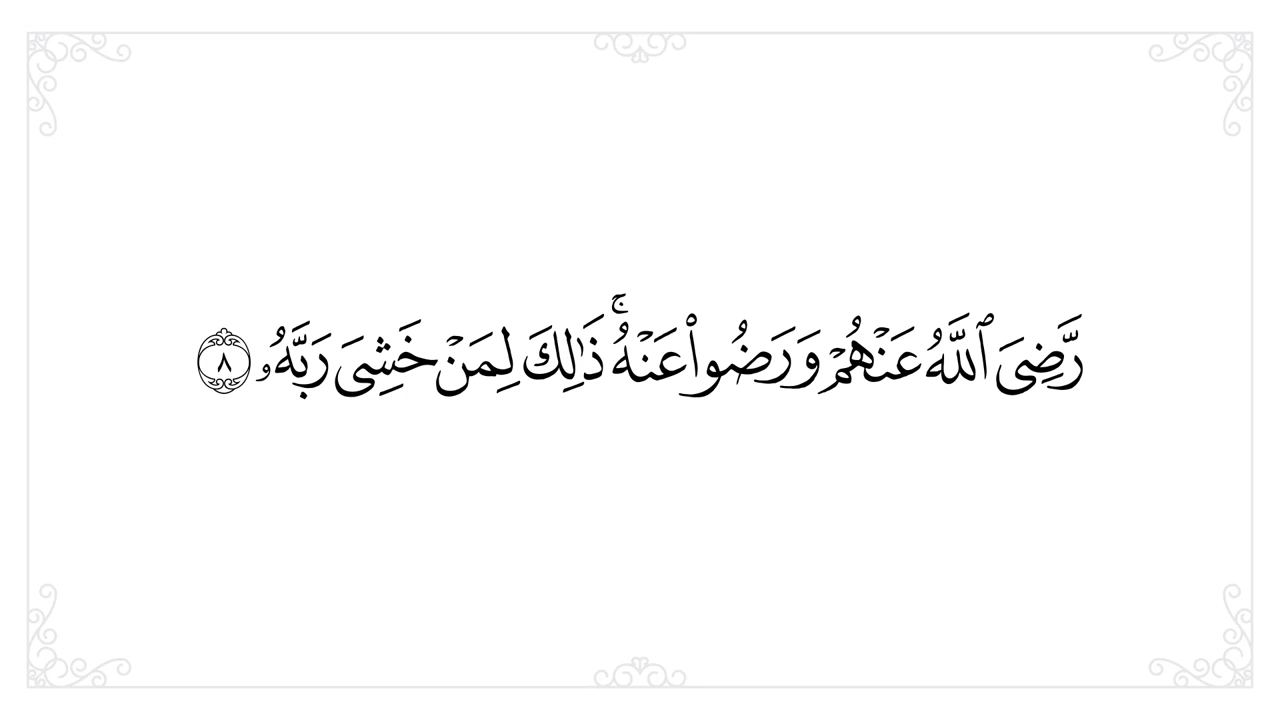 رَّضِىَ ٱللَّهُ عَنْهُمْ وَرَضُوا۟ عَنْهُ ۚ ذَٰلِكَ لِمَنْ خَشِىَ رَبَّهُۥ ٨